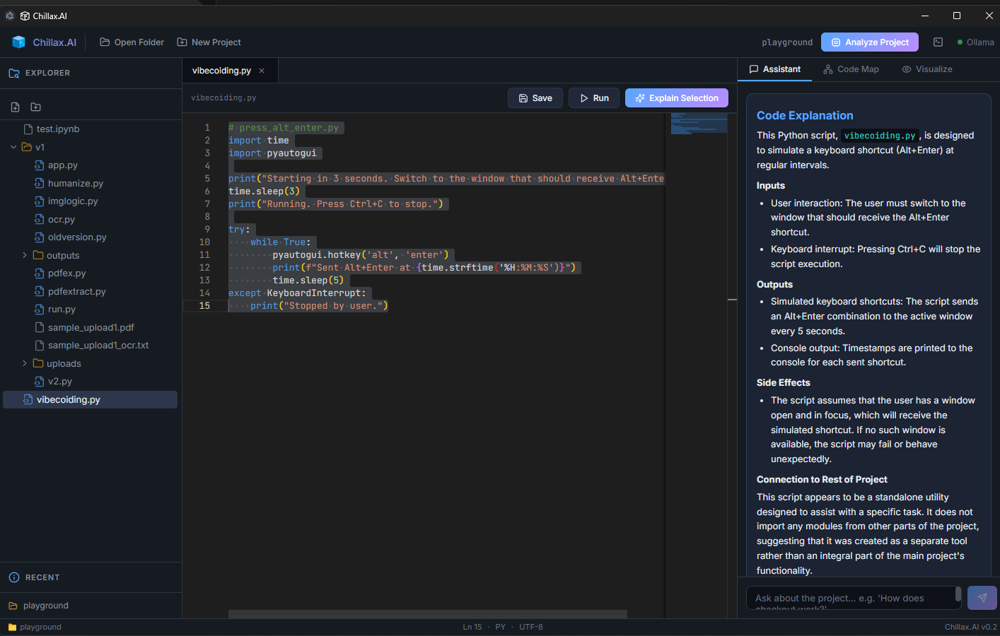 Chillax.AI
Chillax.AI
Open Folder
New Project
playground
Analyze Project
Ollama
EXPLORER
test.ipynb
v1
app.py
humanize.py
imglogic.py
ocr.py
oldversion.py
outputs
pdfex.py
pdfextract.py
run.py
sample_upload1.pdf
sample_upload1_ocr.txt
uploads
v2.py
vibecoiding.py
RECENT
playground
vibecoiding.py
vibecoiding.py
Save
Run
Explain Selection
1 # press_alt_enter.py
2 import time
3 import pyautogui
4
5 print("Starting in 3 seconds. Switch to the window that should receive Alt+Ente
6 time.sleep(3)
7 print("Running. Press Ctrl+C to stop.")
8
9 try:
10     while True:
11         pyautogui.hotkey('alt', 'enter')
12         print(f"Sent Alt+Enter at {time.strftime('%H:%M:%S')}")
13         time.sleep(5)
14 except KeyboardInterrupt:
15     print("Stopped by user.")
Assistant
Code Map
Visualize
Code Explanation
This Python script, vibecoiding.py, is designed
to simulate a keyboard shortcut (Alt+Enter) at
regular intervals.
Inputs
• User interaction: The user must switch to the
window that should receive the Alt+Enter
shortcut.
• Keyboard interrupt: Pressing Ctrl+C will stop the
script execution.
Outputs
• Simulated keyboard shortcuts: The script sends
an Alt+Enter combination to the active window
every 5 seconds.
• Console output: Timestamps are printed to the
console for each sent shortcut.
Side Effects
• The script assumes that the user has a window
open and in focus, which will receive the
simulated shortcut. If no such window is
available, the script may fail or behave
unexpectedly.
Connection to Rest of Project
This script appears to be a standalone utility
designed to assist with a specific task. It does not
import any modules from other parts of the project,
suggesting that it was created as a separate tool
rather than an integral part of the main project's
functionality.
Ask about the project... e.g. 'How does
checkout work?'
playground
Ln 15 · PY · UTF-8
Chillax.AI v0.2